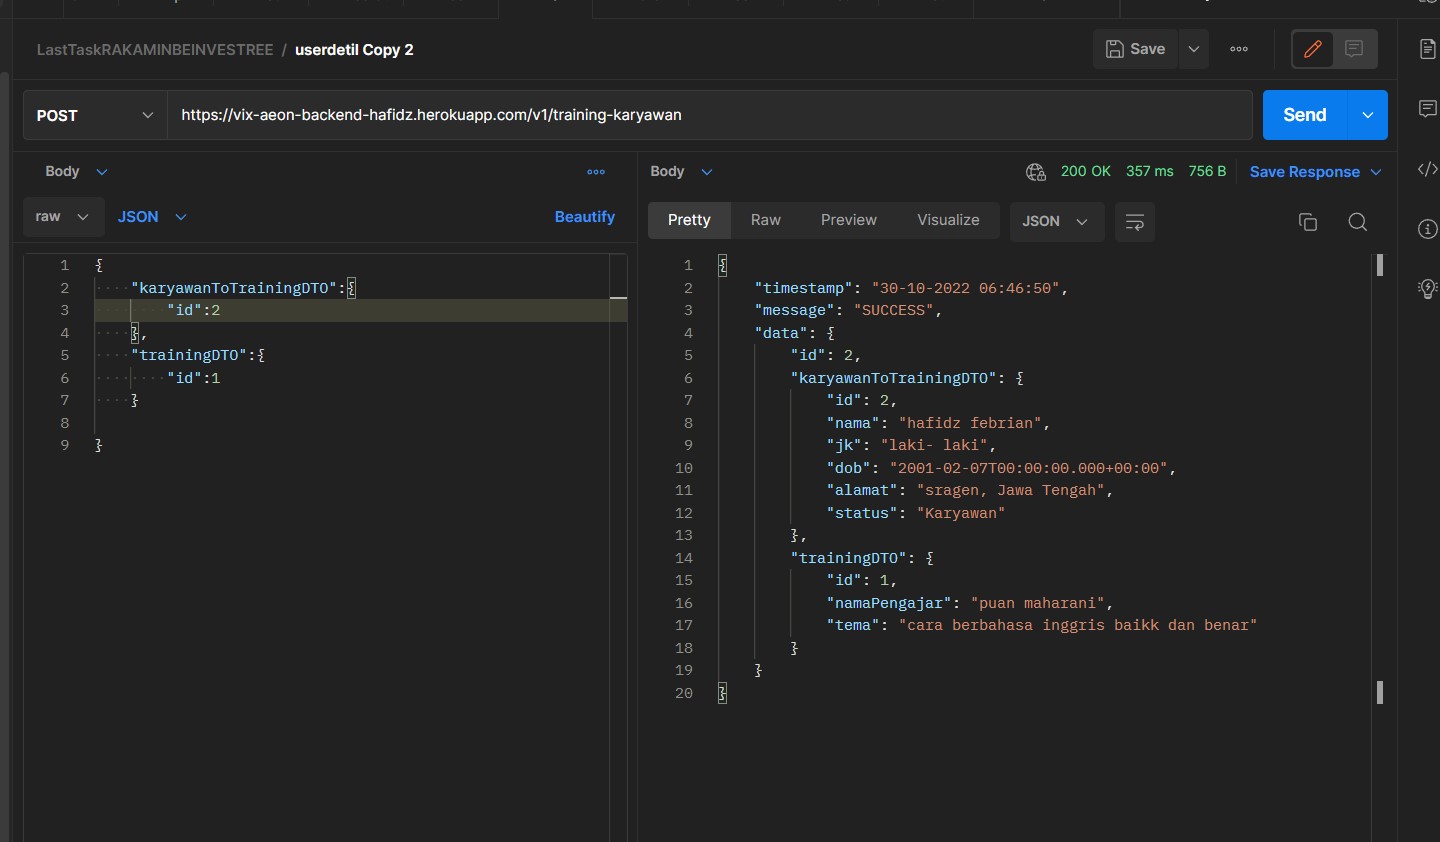 LastTaskRAKAMINBEINVESTREE / userdetil Copy 2
Save
POST
https://vix-aeon-backend-hafidz.herokuapp.com/v1/training-karyawan
Send
Body
Body
200 OK 357 ms 756 B Save Response
raw JSON Beautify
Pretty Raw Preview Visualize JSON
1 {
2 "karyawanToTrainingDTO":{
3 "id":2
4 },
5 "trainingDTO":{
6 "id":1
7 }
8
9 }
1 {
2 "timestamp": "30-10-2022 06:46:50",
3 "message": "SUCCESS",
4 "data": {
5 "id": 2,
6 "karyawanToTrainingDTO": {
7 "id": 2,
8 "nama": "hafidz febrian",
9 "jk": "laki- laki",
10 "dob": "2001-02-07T00:00:00.000+00:00",
11 "alamat": "sragen, Jawa Tengah",
12 "status": "Karyawan"
13 },
14 "trainingDTO": {
15 "id": 1,
16 "namaPengajar": "puan maharani",
17 "tema": "cara berbahasa inggris baikk dan benar"
18 }
19 }
20 }